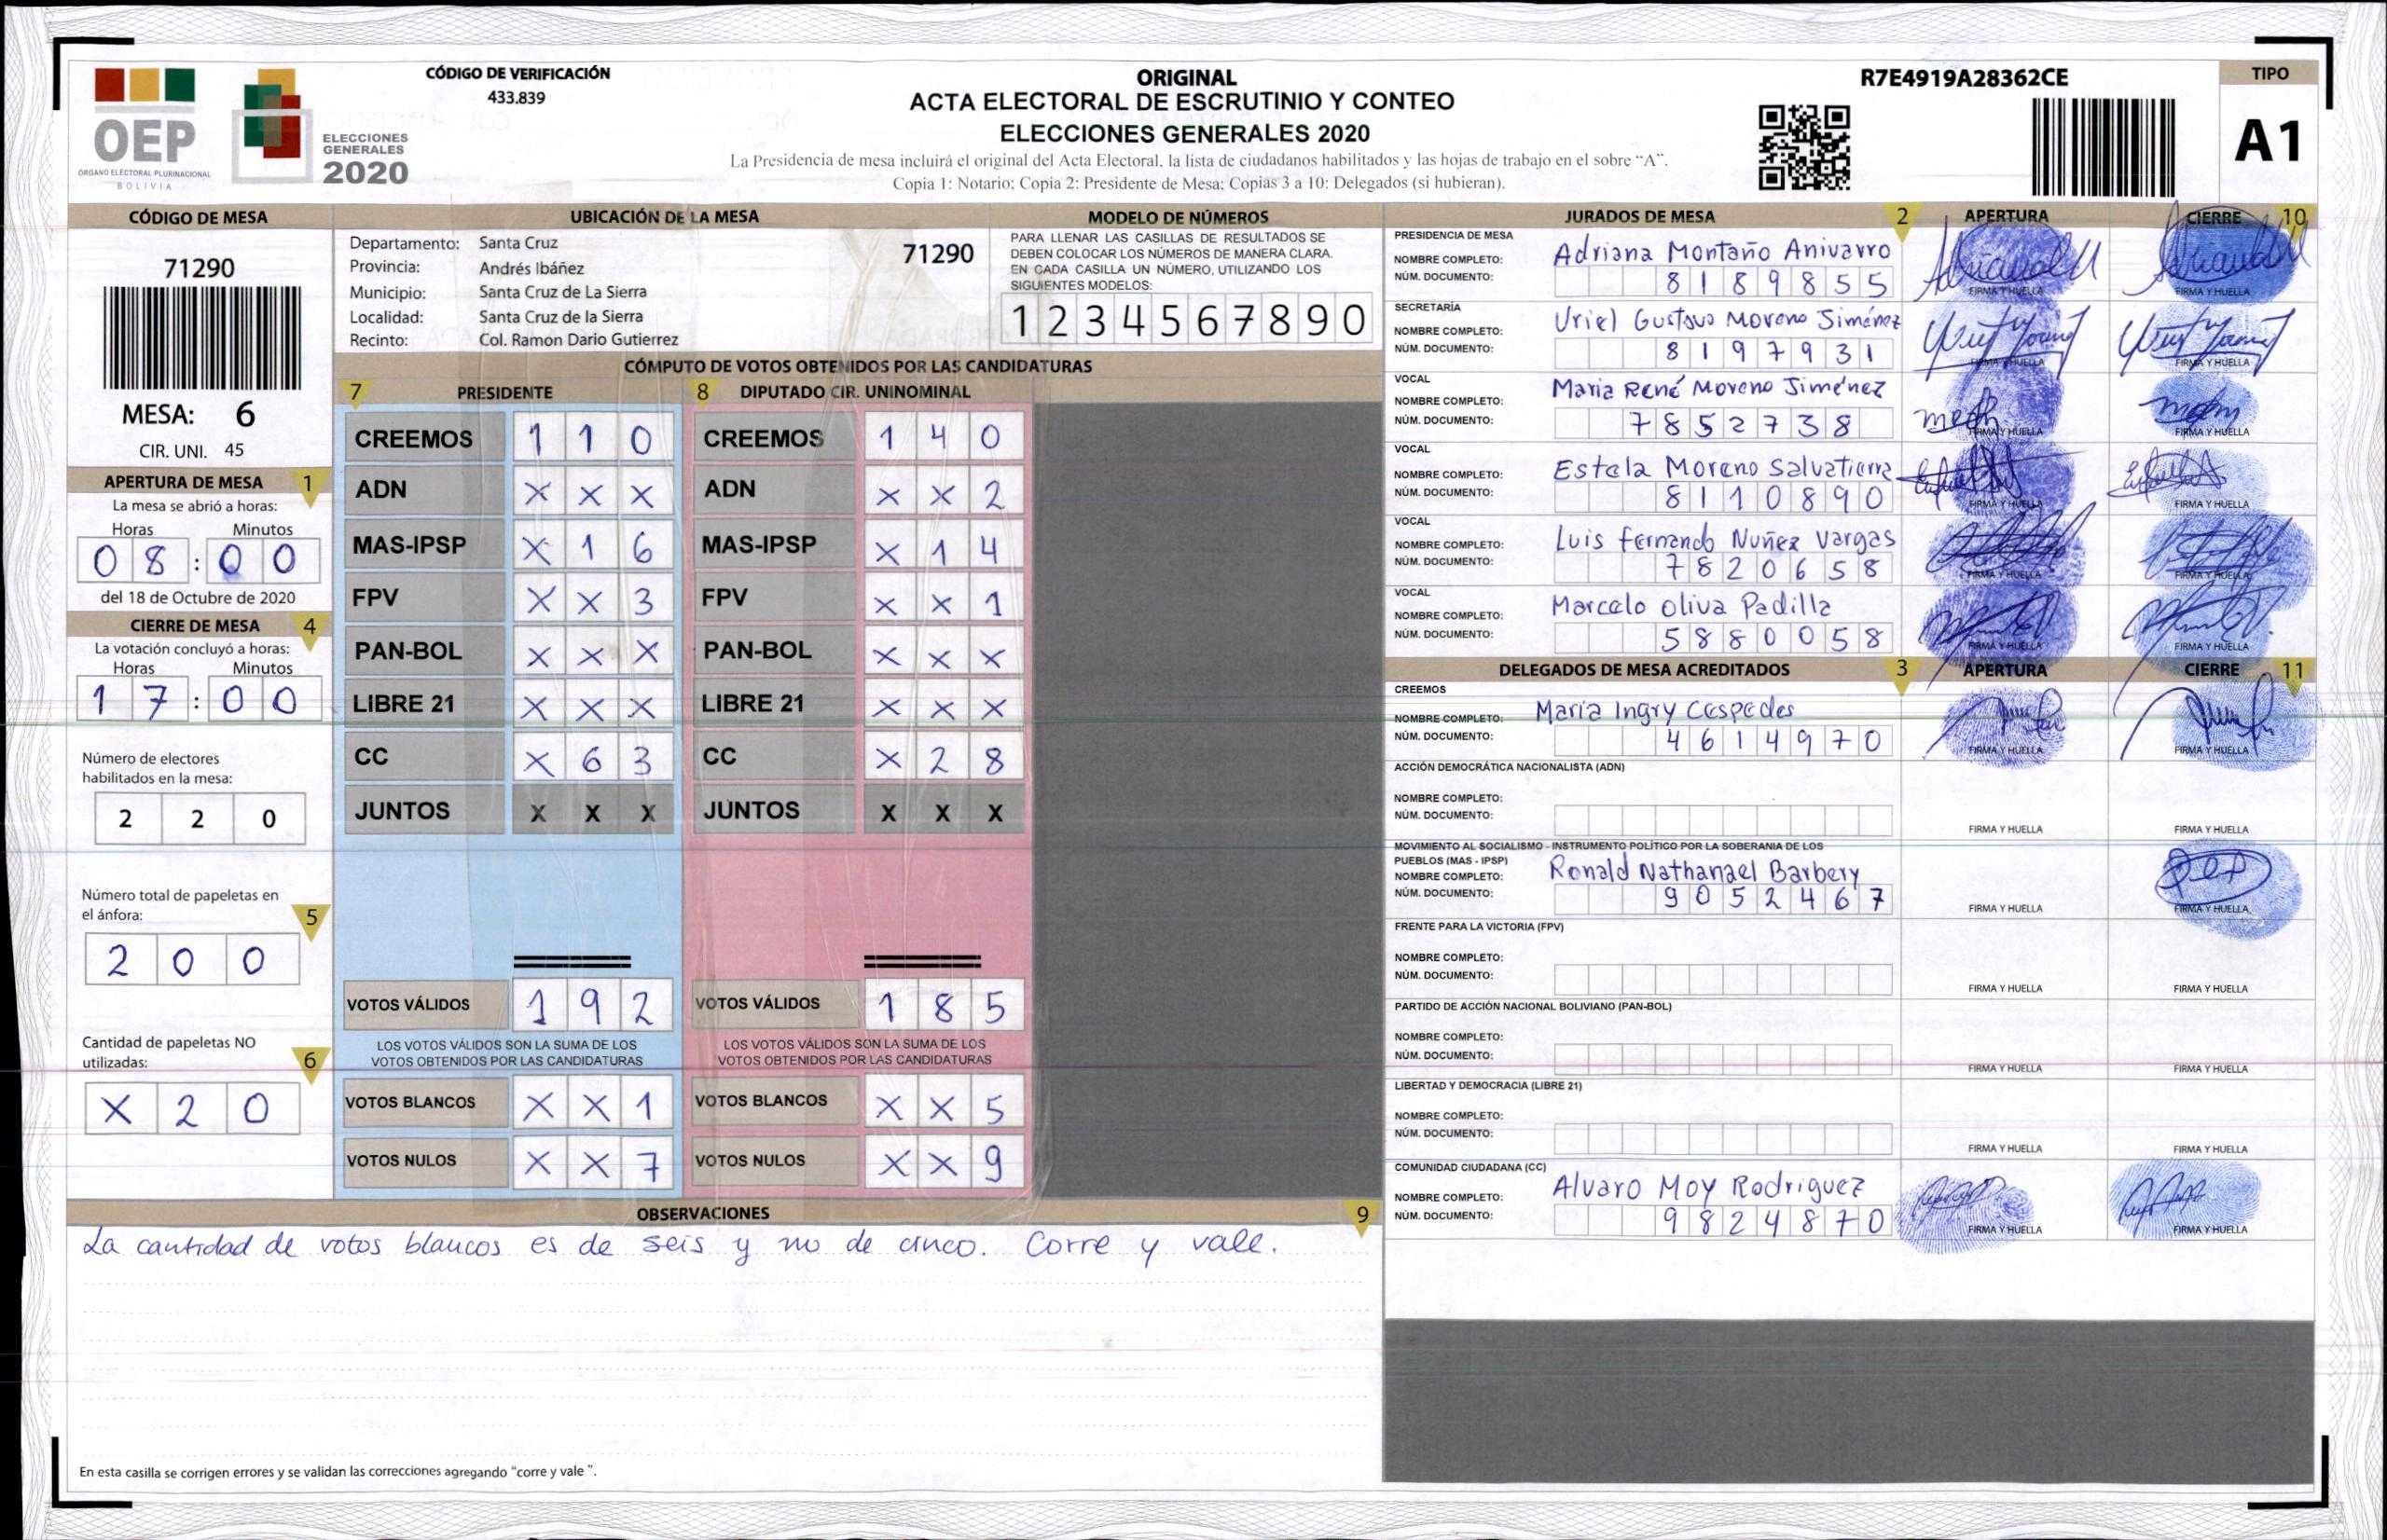 CÓDIGO DE VERIFICACIÓN
433.839
OEP
ÓRGANO ELECTORAL PLURINACIONAL
BOLIVIA
ELECCIONES
GENERALES
2020
ORIGINAL
ACTA ELECTORAL DE ESCRUTINIO Y CONTEO
ELECCIONES GENERALES 2020
La Presidencia de mesa incluirá el original del Acta Electoral, la lista de ciudadanos habilitados y las hojas de trabajo en el sobre “A”.
Copia 1: Notario; Copia 2: Presidente de Mesa; Copias 3 a 10: Delegados (si hubieran).
R7E4919A28362CE
TIPO
A1
CÓDIGO DE MESA
71290
MESA: 6
CIR. UNI. 45
APERTURA DE MESA 1
La mesa se abrió a horas:
Horas Minutos
0 8 : 0 0
del 18 de Octubre de 2020
CIERRE DE MESA 4
La votación concluyó a horas:
Horas Minutos
1 7 : 0 0
Número de electores
habilitados en la mesa:
2 2 0
Número total de papeletas en
el ánfora: 5
2 0 0
Cantidad de papeletas NO
utilizadas: 6
X 2 0
UBICACIÓN DE LA MESA
Departamento: Santa Cruz
Provincia: Andrés Ibáñez
Municipio: Santa Cruz de La Sierra
Localidad: Santa Cruz de la Sierra
Recinto: Col. Ramon Dario Gutierrez
71290
MODELO DE NÚMEROS
PARA LLENAR LAS CASILLAS DE RESULTADOS SE
DEBEN COLOCAR LOS NÚMEROS DE MANERA CLARA.
EN CADA CASILLA UN NÚMERO, UTILIZANDO LOS
SIGUIENTES MODELOS:
1 2 3 4 5 6 7 8 9 0
CÓMPUTO DE VOTOS OBTENIDOS POR LAS CANDIDATURAS
7 PRESIDENTE
CREEMOS 1 1 0
ADN X X X
MAS-IPSP X 1 6
FPV X X 3
PAN-BOL X X X
LIBRE 21 X X X
CC X 6 3
JUNTOS X X X
VOTOS VÁLIDOS 1 9 2
LOS VOTOS VÁLIDOS SON LA SUMA DE LOS
VOTOS OBTENIDOS POR LAS CANDIDATURAS
VOTOS BLANCOS X X 1
VOTOS NULOS X X 7
8 DIPUTADO CIR. UNINOMINAL
CREEMOS 1 4 0
ADN X X 2
MAS-IPSP X 1 4
FPV X X 1
PAN-BOL X X X
LIBRE 21 X X X
CC X 2 8
JUNTOS X X X
VOTOS VÁLIDOS 1 8 5
LOS VOTOS VÁLIDOS SON LA SUMA DE LOS
VOTOS OBTENIDOS POR LAS CANDIDATURAS
VOTOS BLANCOS X X 5
VOTOS NULOS X X 9
OBSERVACIONES 9
La cantidad de votos blancos es de seis y no de cinco. Corre y vale.
En esta casilla se corrigen errores y se validan las correcciones agregando “corre y vale ”.
JURADOS DE MESA 2 APERTURA CIERRE 10
PRESIDENCIA DE MESA
NOMBRE COMPLETO: Adriana Montaño Anivarro
NÚM. DOCUMENTO: 8 1 8 9 8 5 5
FIRMA Y HUELLA FIRMA Y HUELLA
SECRETARÍA
NOMBRE COMPLETO: Uriel Gustavo Moreno Jiménez
NÚM. DOCUMENTO: 8 1 9 7 9 3 1
FIRMA Y HUELLA FIRMA Y HUELLA
VOCAL
NOMBRE COMPLETO: Maria René Moreno Jiménez
NÚM. DOCUMENTO: 7 8 5 2 7 3 8
FIRMA Y HUELLA FIRMA Y HUELLA
VOCAL
NOMBRE COMPLETO: Estela Moreno Salvatierra
NÚM. DOCUMENTO: 8 1 1 0 8 9 0
FIRMA Y HUELLA FIRMA Y HUELLA
VOCAL
NOMBRE COMPLETO: Luis Fernando Nuñez Vargas
NÚM. DOCUMENTO: 7 8 2 0 6 5 8
FIRMA Y HUELLA FIRMA Y HUELLA
VOCAL
NOMBRE COMPLETO: Marcelo Oliva Padilla
NÚM. DOCUMENTO: 5 8 8 0 0 5 8
FIRMA Y HUELLA FIRMA Y HUELLA
DELEGADOS DE MESA ACREDITADOS 3 APERTURA CIERRE 11
CREEMOS
NOMBRE COMPLETO: Maria Ingry Cespedes
NÚM. DOCUMENTO: 4 6 1 4 9 7 0
FIRMA Y HUELLA FIRMA Y HUELLA
ACCIÓN DEMOCRÁTICA NACIONALISTA (ADN)
NOMBRE COMPLETO:
NÚM. DOCUMENTO:
FIRMA Y HUELLA FIRMA Y HUELLA
MOVIMIENTO AL SOCIALISMO - INSTRUMENTO POLÍTICO POR LA SOBERANIA DE LOS
PUEBLOS (MAS - IPSP)
NOMBRE COMPLETO: Ronald Nathanael Barbery
NÚM. DOCUMENTO: 9 0 5 2 4 6 7
FIRMA Y HUELLA FIRMA Y HUELLA
FRENTE PARA LA VICTORIA (FPV)
NOMBRE COMPLETO:
NÚM. DOCUMENTO:
FIRMA Y HUELLA FIRMA Y HUELLA
PARTIDO DE ACCIÓN NACIONAL BOLIVIANO (PAN-BOL)
NOMBRE COMPLETO:
NÚM. DOCUMENTO:
FIRMA Y HUELLA FIRMA Y HUELLA
LIBERTAD Y DEMOCRACIA (LIBRE 21)
NOMBRE COMPLETO:
NÚM. DOCUMENTO:
FIRMA Y HUELLA FIRMA Y HUELLA
COMUNIDAD CIUDADANA (CC)
NOMBRE COMPLETO: Alvaro Moy Rodriguez
NÚM. DOCUMENTO: 9 8 2 4 8 7 0
FIRMA Y HUELLA FIRMA Y HUELLA